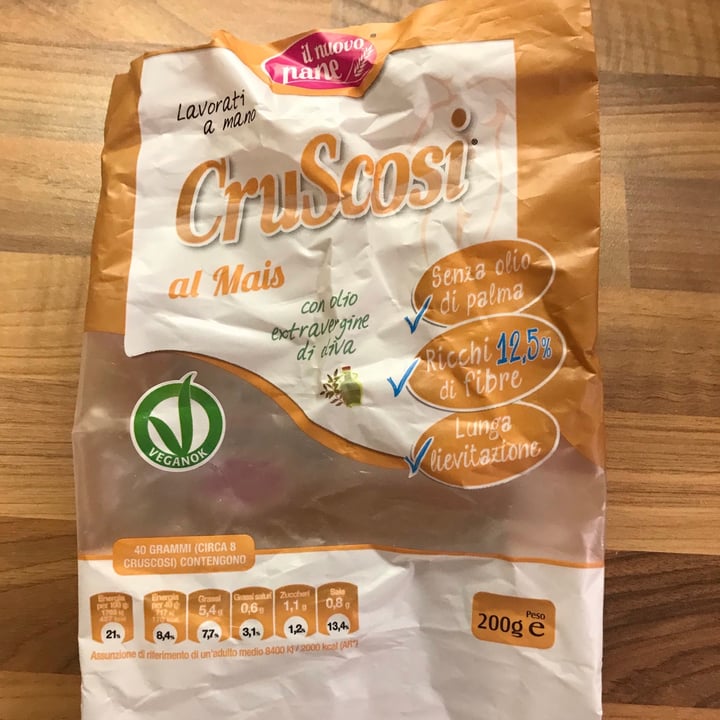 il nuovo
pane
Lavorati
a mano
CruScosi®
al Mais
con olio
extravergine
di oliva
Senza olio
di palma
Ricchi 12,5%
di fibre
Lunga
lievitazione
VEGANOK
40 GRAMMI (CIRCA 8
CRUSCOSI) CONTENGONO
Energia
per 100 g:
21%
Energia
per 40 g:
8,4%
Grassi
5,4 g
7,7%
Grassi saturi
0,6 g
3,1%
Zuccheri
1,1 g
1,2%
Sale
0,8 g
13,4%
Assunzione di riferimento di un'adulto medio 8400 kj / 2000 kcal (AR*)
Peso
200g e